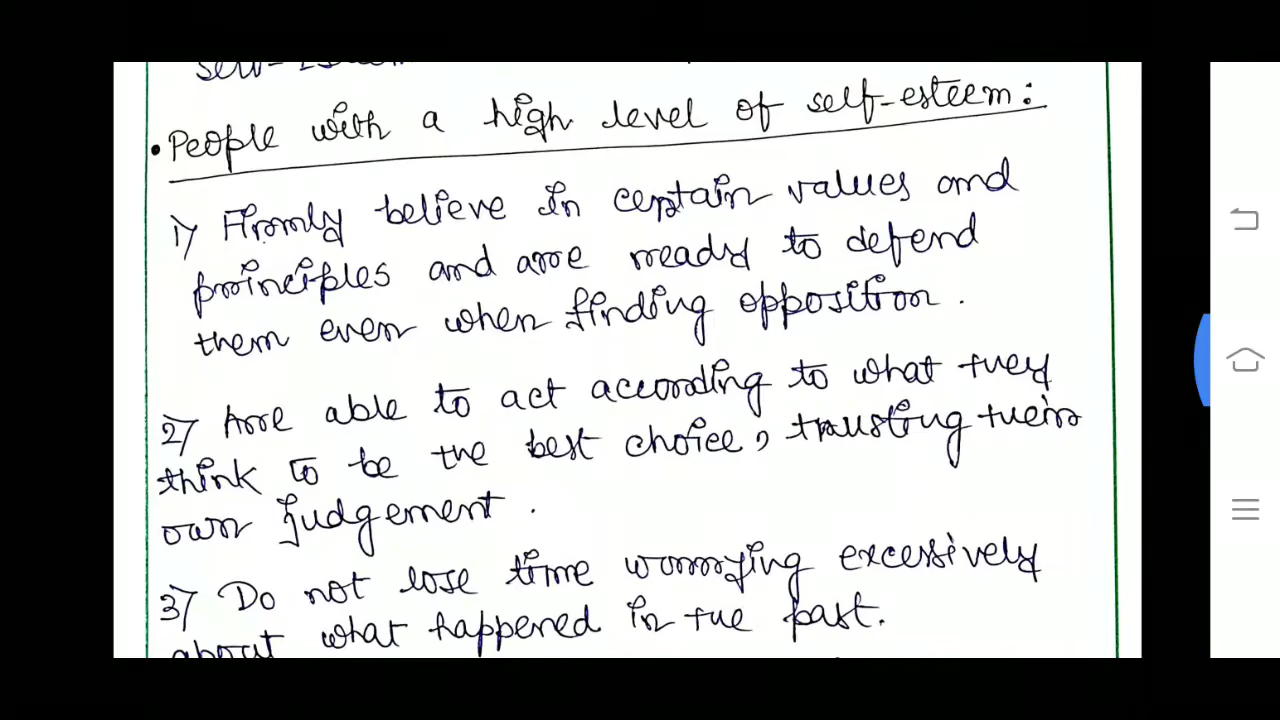 • People with a high level of self-esteem:
1) Firmly believe in certain values and
principles and are ready to defend
them even when finding opposition.
2) Are able to act according to what they
think to be the best choice, trusting their
own judgement.
3) Do not lose time worrying excessively
about what happened in the past.